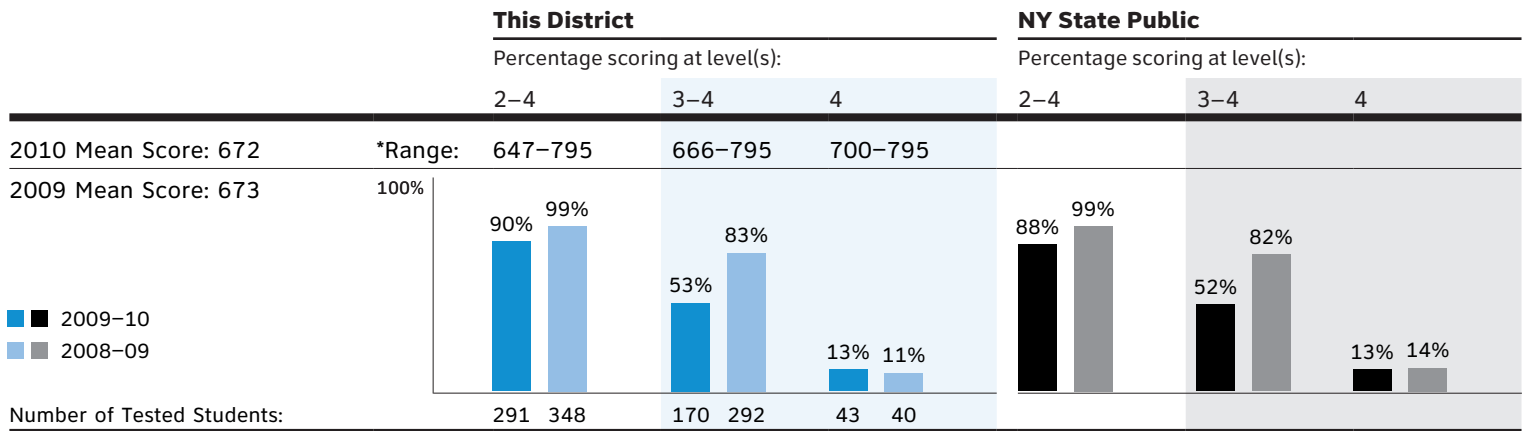 This District NY State Public
Percentage scoring at level(s): Percentage scoring at level(s):
2–4 3–4 4 2–4 3–4 4
2010 Mean Score: 672 *Range: 647–795 666–795 700–795
2009 Mean Score: 673 100%
90% 99% 83% 53% 13% 11% 88% 99% 82% 52% 13% 14%
2009–10
2008–09
Number of Tested Students: 291 348 170 292 43 40